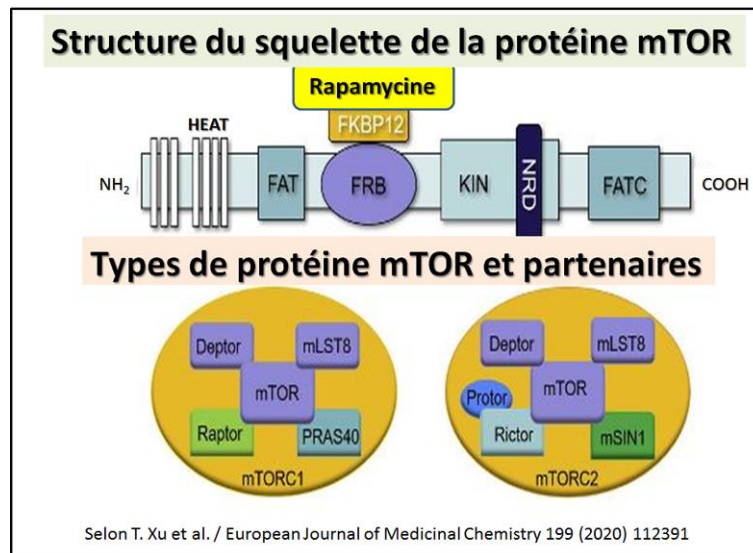 Structure du squelette de la protéine mTOR
Rapamycine
FKBP12
HEAT
NH₂ FAT FRB KIN NRD FATC COOH
Types de protéine mTOR et partenaires
Deptor mLST8
mTOR
Raptor PRAS40
mTORC1
Deptor mLST8
mTOR
Protor
Rictor mSIN1
mTORC2
Selon T. Xu et al. / European Journal of Medicinal Chemistry 199 (2020) 112391